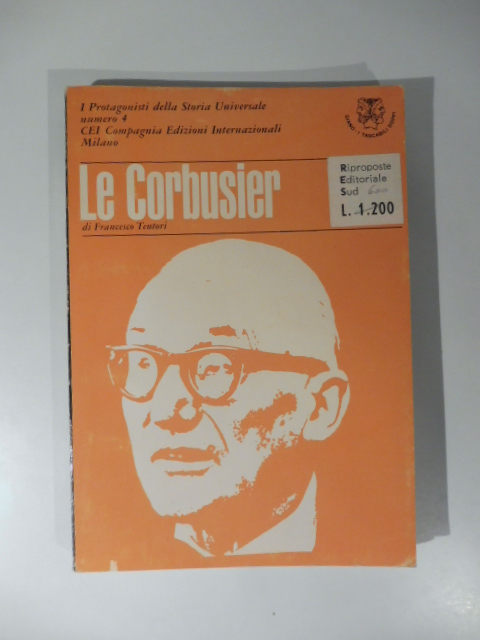 I Protagonisti della Storia Universale
numero 4
CEI Compagnia Edizioni Internazionali
Milano
Le Corbusier
di Francesco Tentori
Riproposte
Editoriale
Sud
L. 1.200